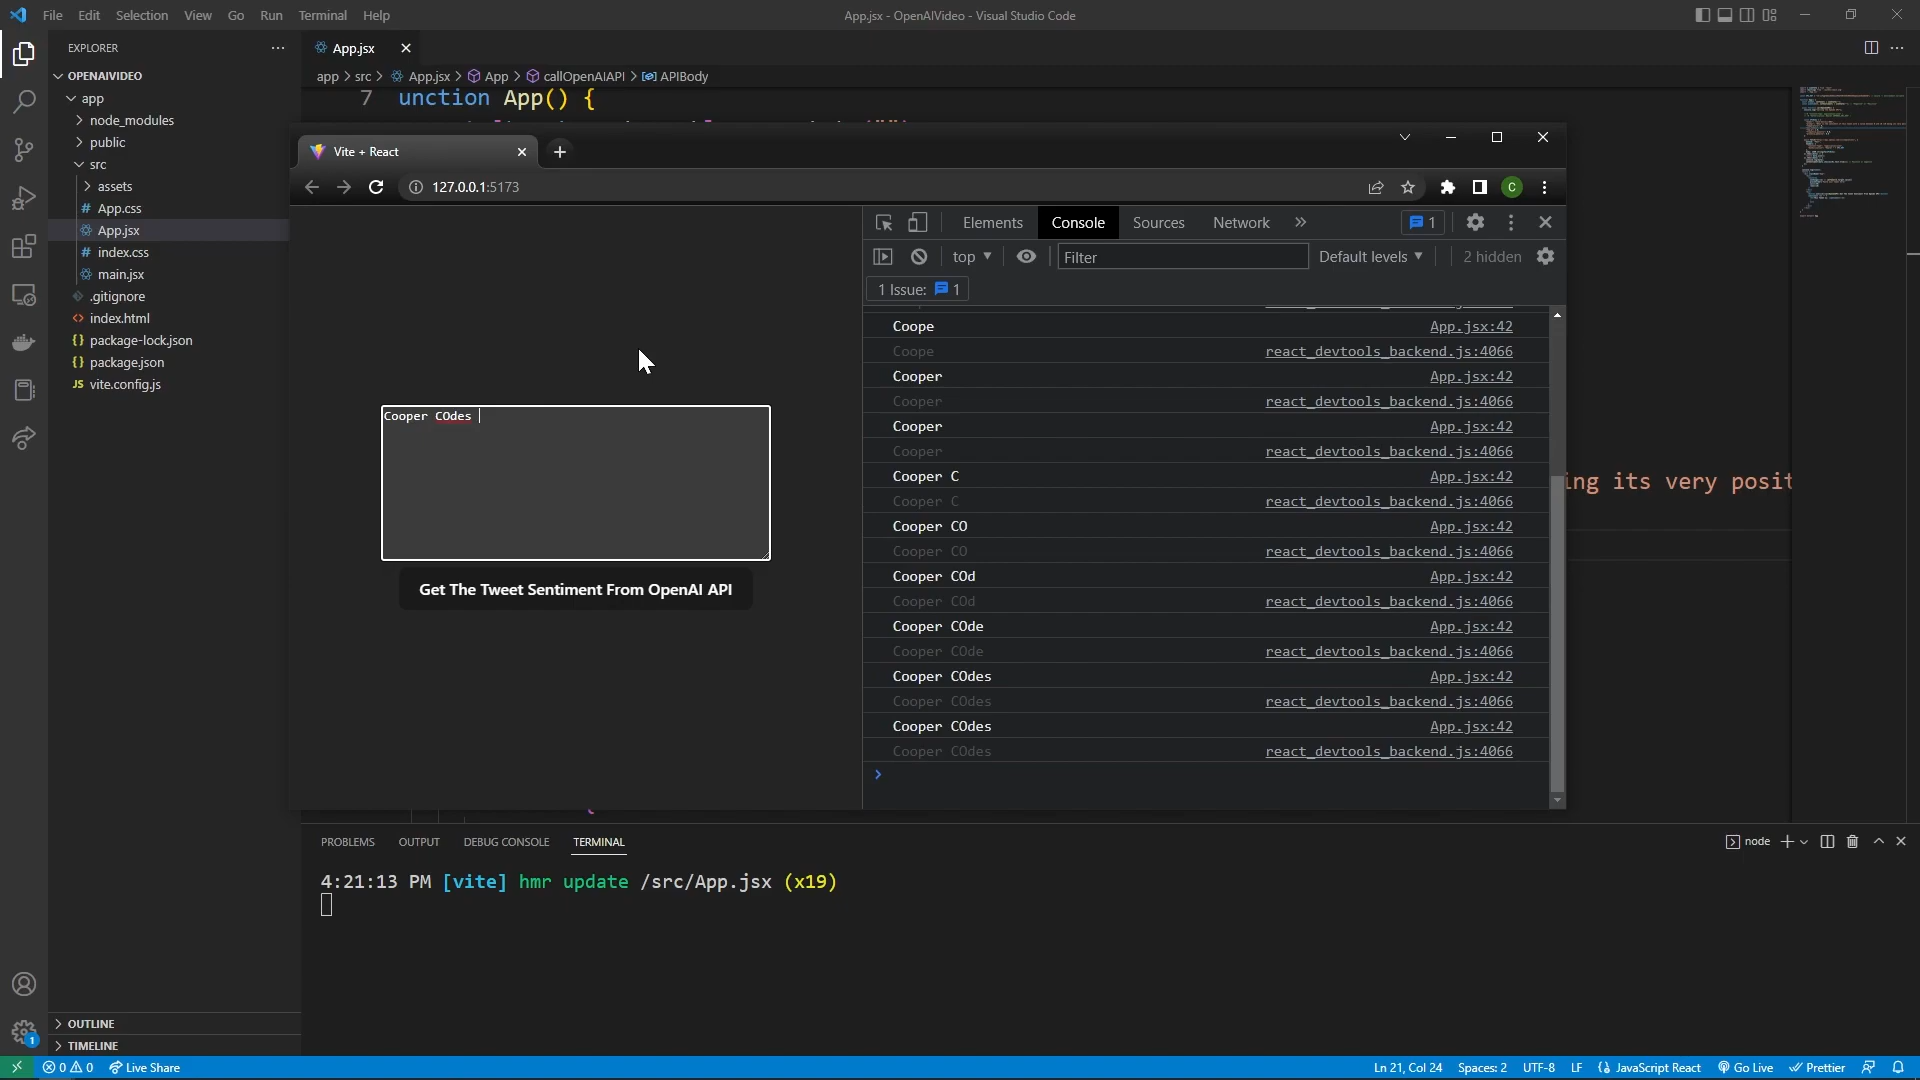 File Edit Selection View Go Run Terminal Help
App.jsx - OpenAIVideo - Visual Studio Code
EXPLORER
OPENAIVIDEO
app
node_modules
public
src
assets
# App.css
App.jsx
# index.css
main.jsx
.gitignore
<> index.html
{} package-lock.json
{} package.json
JS vite.config.js
OUTLINE
TIMELINE
App.jsx
app > src > App.jsx > App > callOpenAIAPI > APIBody
7 unction App() {
Vite + React
127.0.0.1:5173
C
Cooper COdes
Get The Tweet Sentiment From OpenAI API
Elements Console Sources Network
1
top Filter Default levels 2 hidden
1 Issue: 1
Coope App.jsx:42
Coope react_devtools_backend.js:4066
Cooper App.jsx:42
Cooper react_devtools_backend.js:4066
Cooper App.jsx:42
Cooper react_devtools_backend.js:4066
Cooper C App.jsx:42
Cooper C react_devtools_backend.js:4066
Cooper CO App.jsx:42
Cooper CO react_devtools_backend.js:4066
Cooper COd App.jsx:42
Cooper COd react_devtools_backend.js:4066
Cooper COde App.jsx:42
Cooper COde react_devtools_backend.js:4066
Cooper COdes App.jsx:42
Cooper COdes react_devtools_backend.js:4066
Cooper COdes App.jsx:42
Cooper COdes react_devtools_backend.js:4066
ing its very posit
PROBLEMS OUTPUT DEBUG CONSOLE TERMINAL
node
4:21:13 PM [vite] hmr update /src/App.jsx (x19)
1
0 0 Live Share
Ln 21, Col 24 Spaces: 2 UTF-8 LF JavaScript React Go Live Prettier